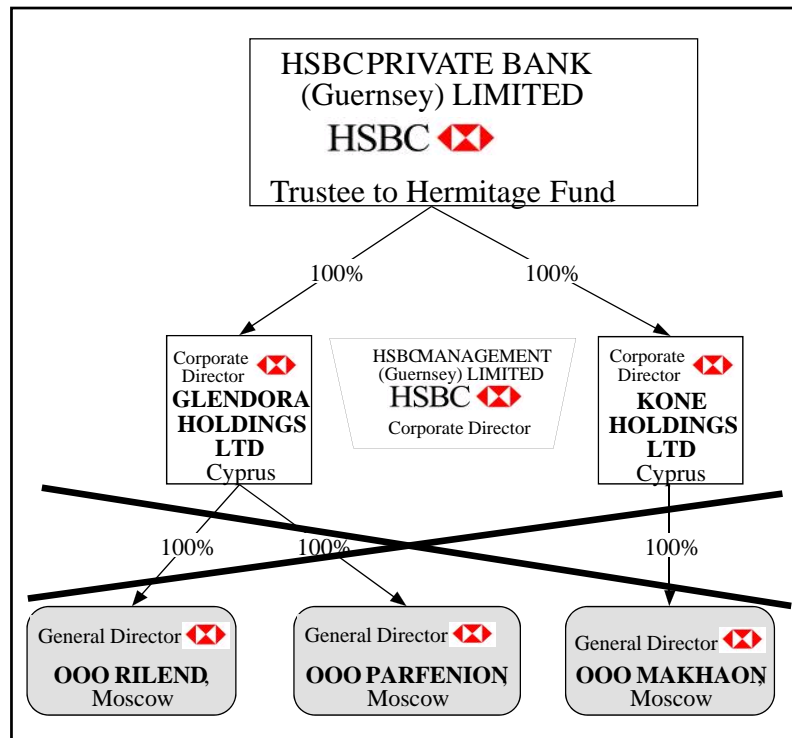 HSBCPRIVATE BANK
(Guernsey) LIMITED
HSBC
Trustee to Hermitage Fund
100%
100%
Corporate
Director
GLENDORA
HOLDINGS
LTD
Cyprus
HSBCMANAGEMENT
(Guernsey) LIMITED
HSBC
Corporate Director
Corporate
Director
KONE
HOLDINGS
LTD
Cyprus
100%
100%
100%
General Director
OOO RILEND,
Moscow
General Director
OOO PARFENION,
Moscow
General Director
OOO MAKHAON,
Moscow